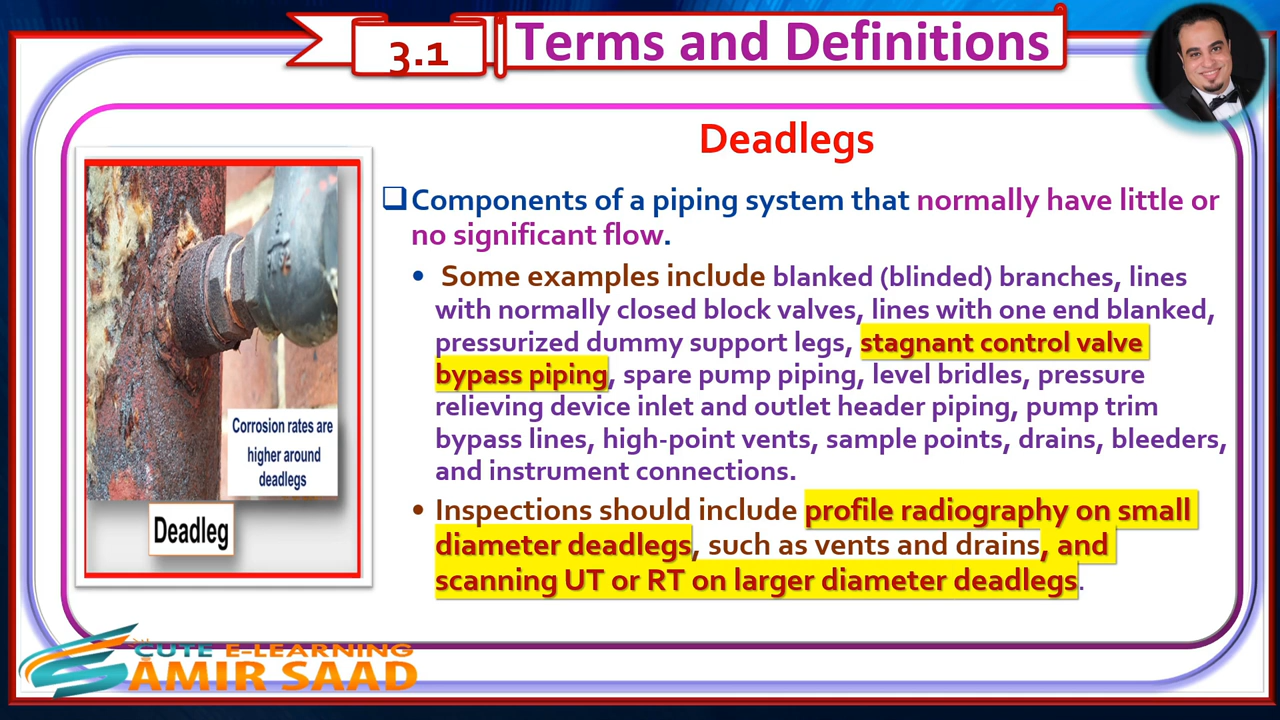 3.1
Terms and Definitions
Deadlegs
Components of a piping system that normally have little or
no significant flow.
• Some examples include blanked (blinded) branches, lines
with normally closed block valves, lines with one end blanked,
pressurized dummy support legs, stagnant control valve
bypass piping, spare pump piping, level bridles, pressure
relieving device inlet and outlet header piping, pump trim
bypass lines, high-point vents, sample points, drains, bleeders,
and instrument connections.
• Inspections should include profile radiography on small
diameter deadlegs, such as vents and drains, and
scanning UT or RT on larger diameter deadlegs.
Corrosion rates are
higher around
deadlegs
Deadleg
CUTE E-LEARNING
AMIR SAAD